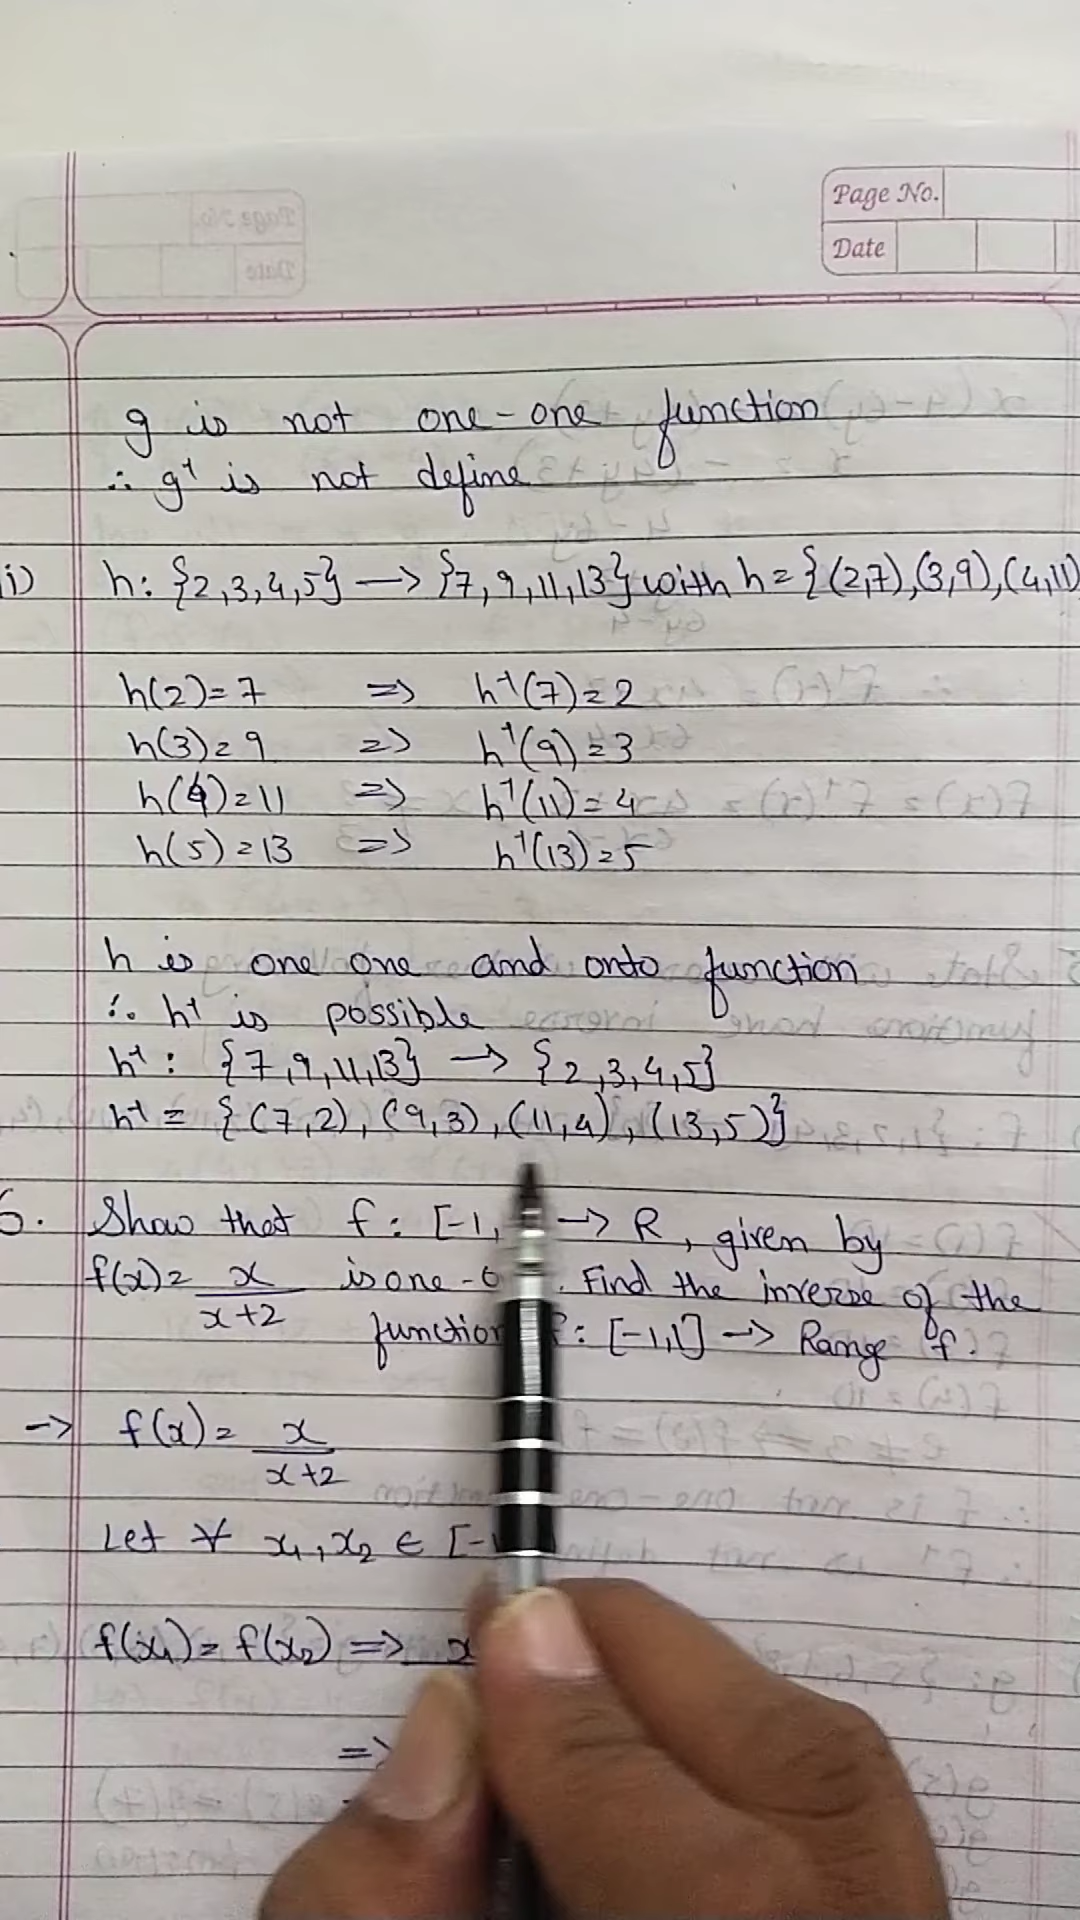 Page No.
Date
g is not one-one function
∴ g⁻¹ is not define
i) h: {2,3,4,5} → {7,9,11,13} with h = {(2,7),(3,9),(4,11)
h(2)=7 => h⁻¹(7)=2
h(3)=9 => h⁻¹(9)=3
h(4)=11 => h⁻¹(11)=4
h(5)=13 => h⁻¹(13)=5
h is one one and onto function
∴ h⁻¹ is possible
h⁻¹ : {7,9,11,13} → {2,3,4,5}
h⁻¹ = {(7,2),(9,3),(11,4),(13,5)}
6. Show that f : [-1, → R, given by
f(x)= x/x+2 is one- . Find the inverse of the
function f : [-1,1] → Range f.
→ f(x)= x/x+2
Let ∀ x₁,x₂ ∈ [-1
f(x₁)= f(x₂) => x
=>